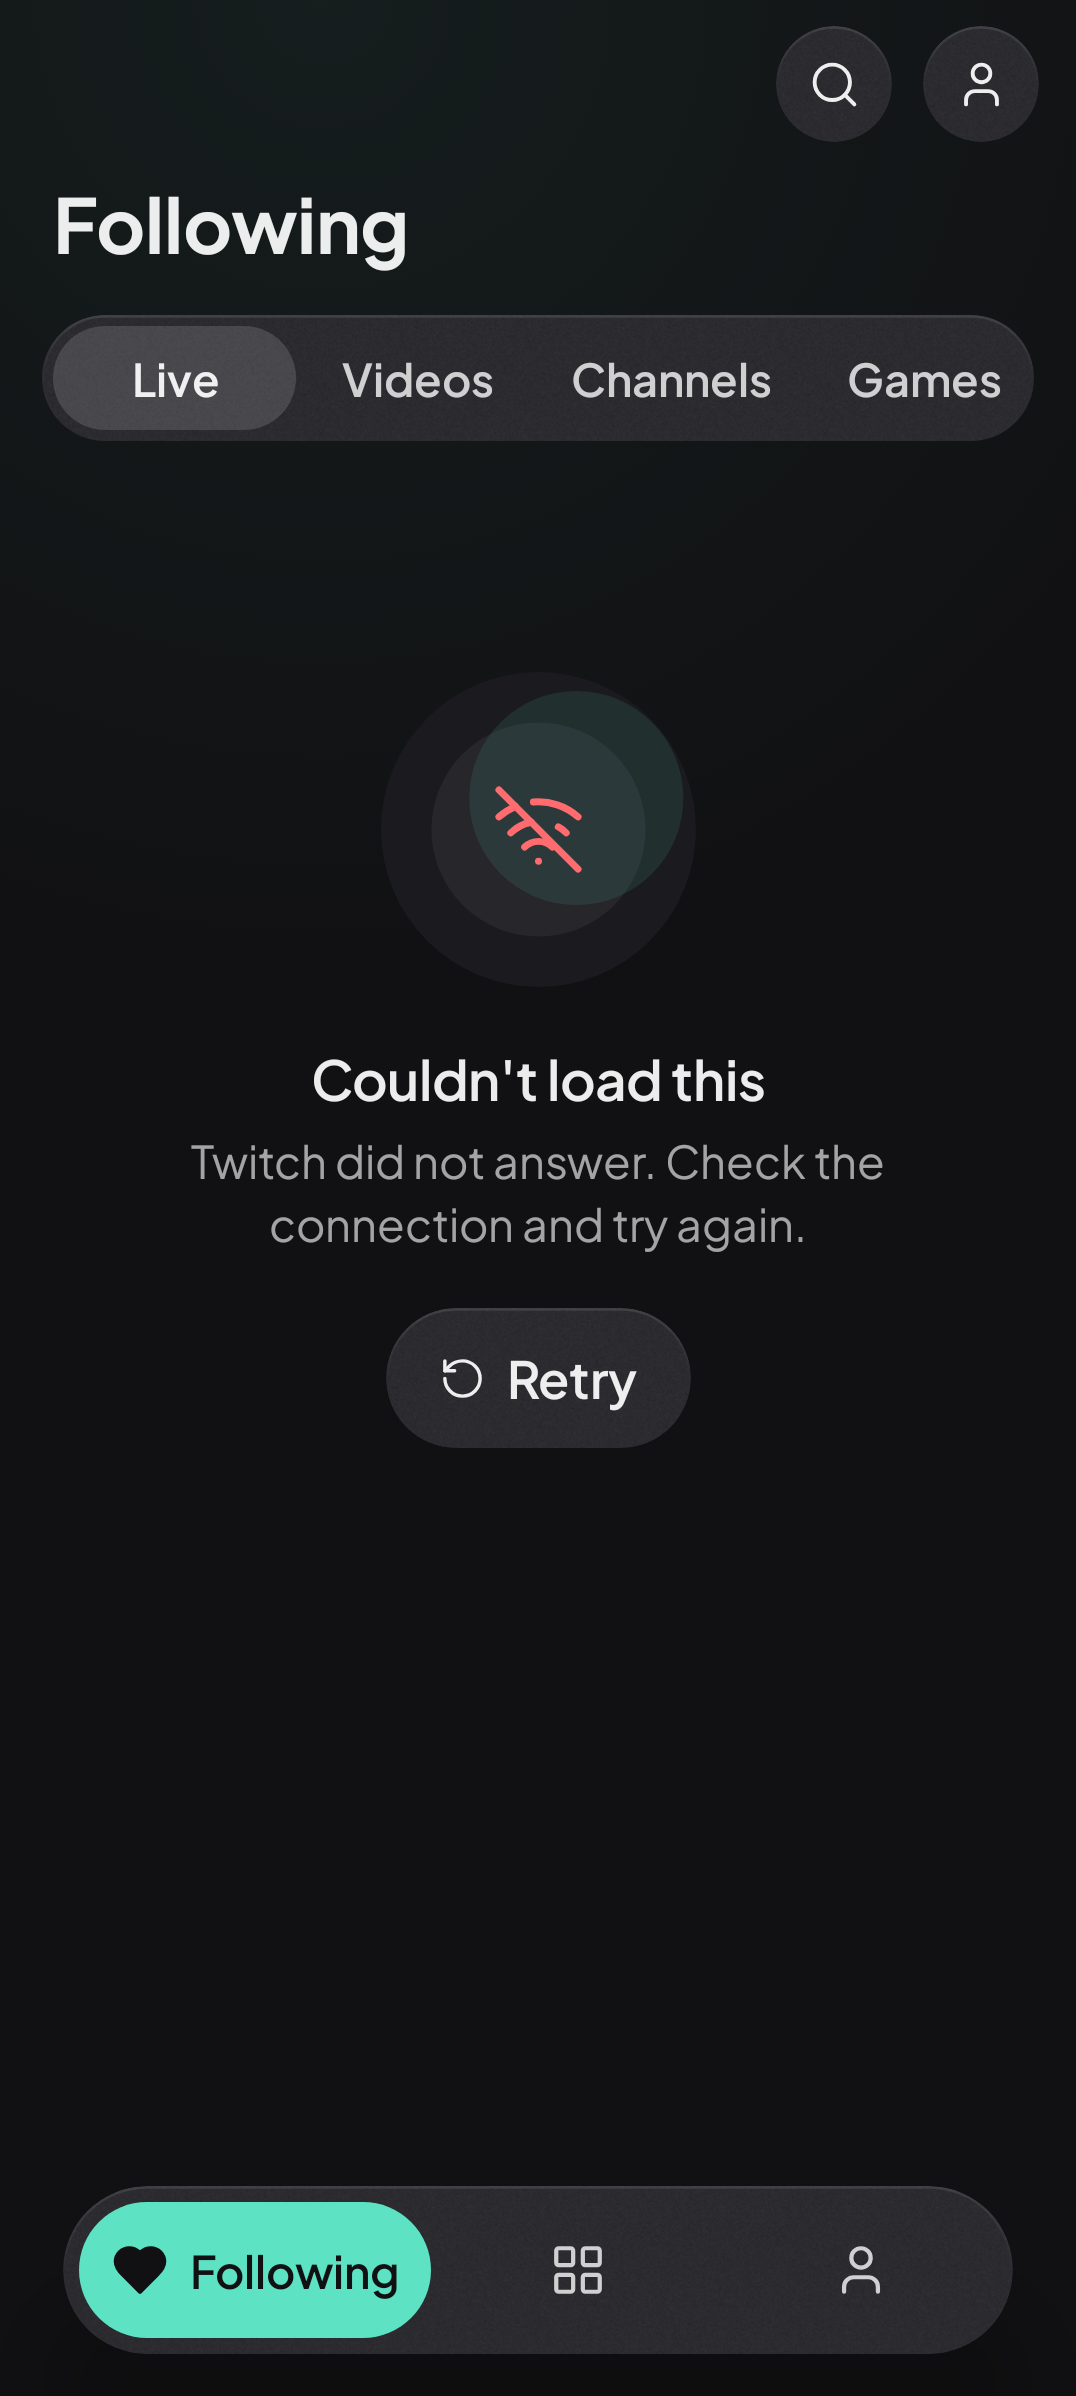 Following
Live
Videos
Channels
Games
Couldn't load this
Twitch did not answer. Check the
connection and try again.
Retry
Following